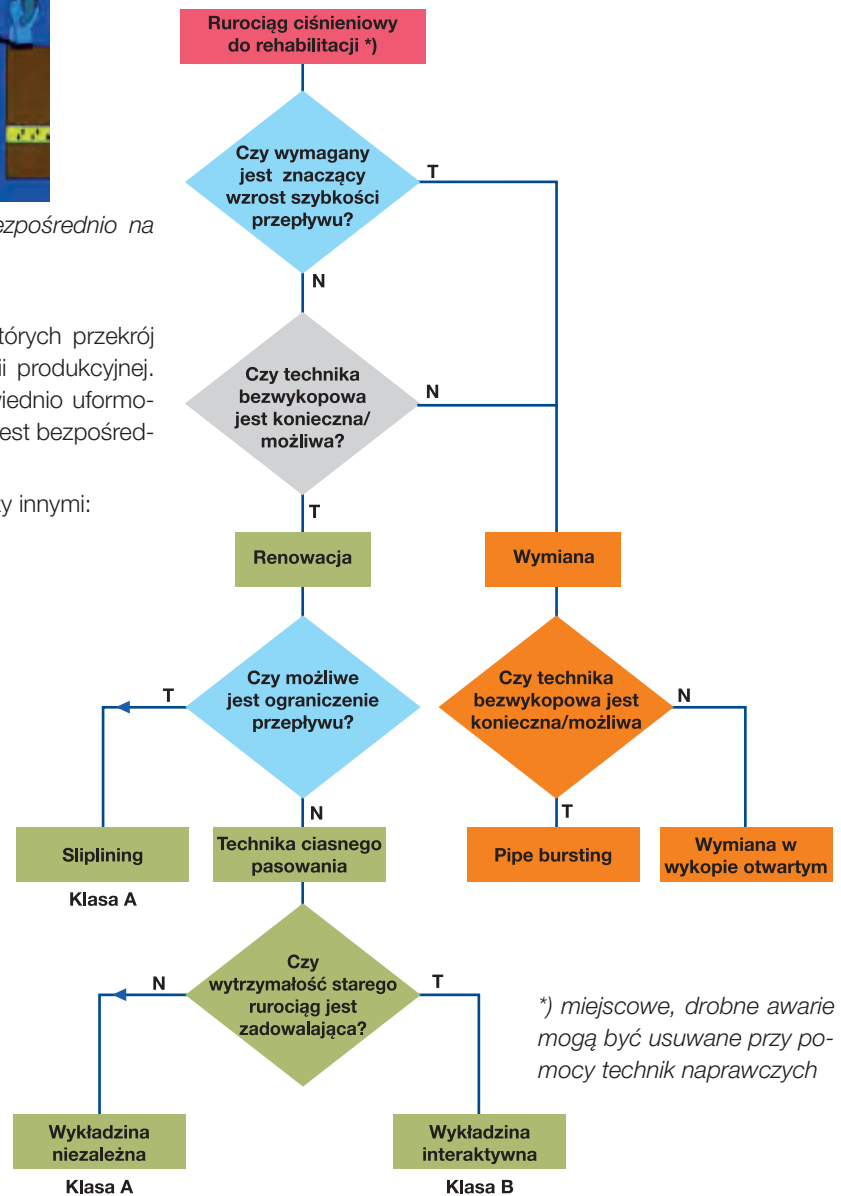 Rurociąg ciśnieniowy
do rehabilitacji *)
Czy wymagany
jest znaczący
wzrost szybkości
przepływu?
T
N
ezpośrednio na
tórych przekrój
ii produkcyjnej.
iednio uformo-
est bezpośred-
zy innymi:
Czy technika
bezwykopowa
jest konieczna/
możliwa?
N
T
Renowacja
Wymiana
Czy możliwe
jest ograniczenie
przepływu?
T
N
Czy technika
bezwykopowa jest
konieczna/możliwa
N
T
Sliplining
Klasa A
Technika ciasnego
pasowania
Pipe bursting
Wymiana w
wykopie otwartym
Czy
wytrzymałość starego
rurociąg jest
zadowalająca?
N
T
*) miejscowe, drobne awarie
mogą być usuwane przy po-
mocy technik naprawczych
Wykładzina
niezależna
Klasa A
Wykładzina
interaktywna
Klasa B